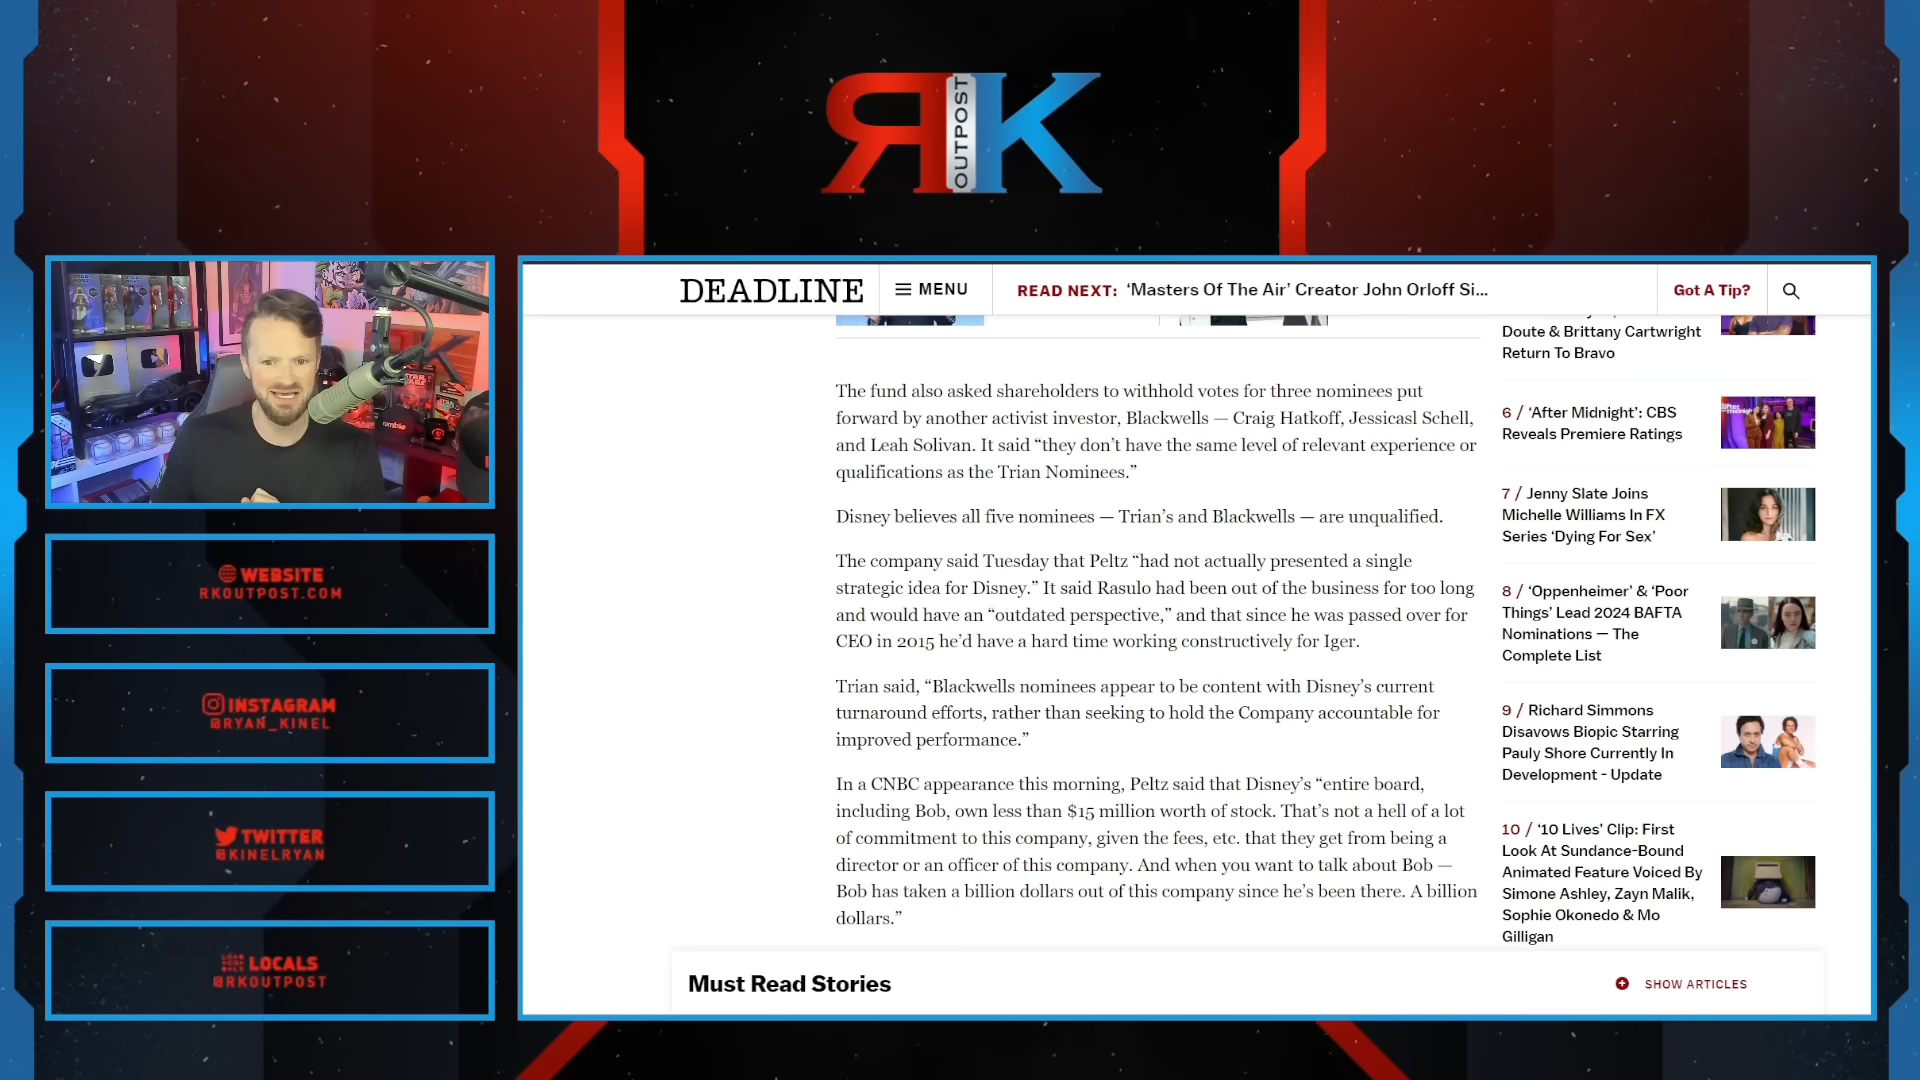 RK
OUTPOST
DEADLINE
MENU
READ NEXT: ‘Masters Of The Air’ Creator John Orloff Si...
Got A Tip?
WEBSITE
RKOUTPOST.COM
INSTAGRAM
@RYAN_KINEL
TWITTER
@KINELRYAN
LOCALS
@RKOUTPOST
rumble
The fund also asked shareholders to withhold votes for three nominees put
forward by another activist investor, Blackwells — Craig Hatkoff, Jessicasl Schell,
and Leah Solivan. It said “they don’t have the same level of relevant experience or
qualifications as the Trian Nominees.”
Disney believes all five nominees — Trian’s and Blackwells — are unqualified.
The company said Tuesday that Peltz “had not actually presented a single
strategic idea for Disney.” It said Rasulo had been out of the business for too long
and would have an “outdated perspective,” and that since he was passed over for
CEO in 2015 he’d have a hard time working constructively for Iger.
Trian said, “Blackwells nominees appear to be content with Disney’s current
turnaround efforts, rather than seeking to hold the Company accountable for
improved performance.”
In a CNBC appearance this morning, Peltz said that Disney’s “entire board,
including Bob, own less than $15 million worth of stock. That’s not a hell of a lot
of commitment to this company, given the fees, etc. that they get from being a
director or an officer of this company. And when you want to talk about Bob —
Bob has taken a billion dollars out of this company since he’s been there. A billion
dollars.”
Doute & Brittany Cartwright
Return To Bravo
6 / ‘After Midnight’: CBS
Reveals Premiere Ratings
7 / Jenny Slate Joins
Michelle Williams In FX
Series ‘Dying For Sex’
8 / ‘Oppenheimer’ & ‘Poor
Things’ Lead 2024 BAFTA
Nominations — The
Complete List
9 / Richard Simmons
Disavows Biopic Starring
Pauly Shore Currently In
Development - Update
10 / ‘10 Lives’ Clip: First
Look At Sundance-Bound
Animated Feature Voiced By
Simone Ashley, Zayn Malik,
Sophie Okonedo & Mo
Gilligan
Must Read Stories
SHOW ARTICLES